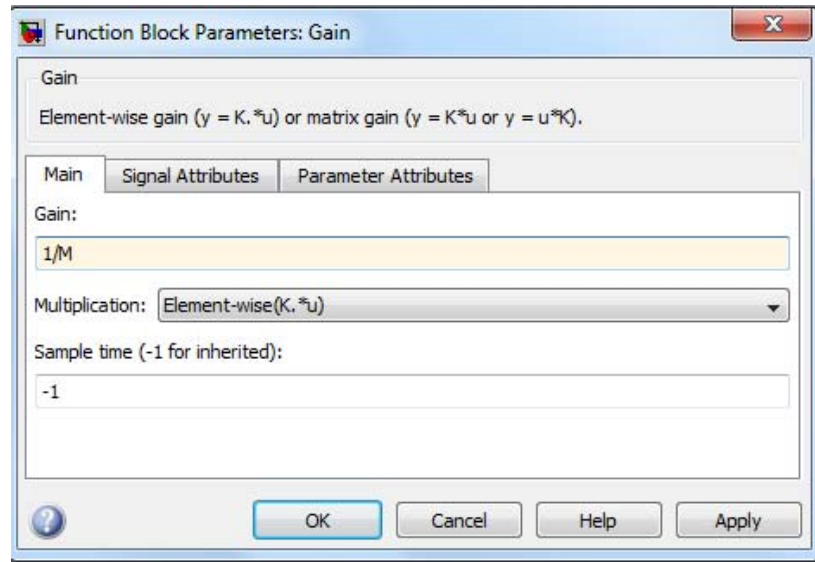 Function Block Parameters: Gain
X
Gain
Element-wise gain (y = K.*u) or matrix gain (y = K*u or y = u*K).
Main Signal Attributes Parameter Attributes
Gain:
1/M
Multiplication: Element-wise(K.*u)
Sample time (-1 for inherited):
-1
? OK Cancel Help Apply